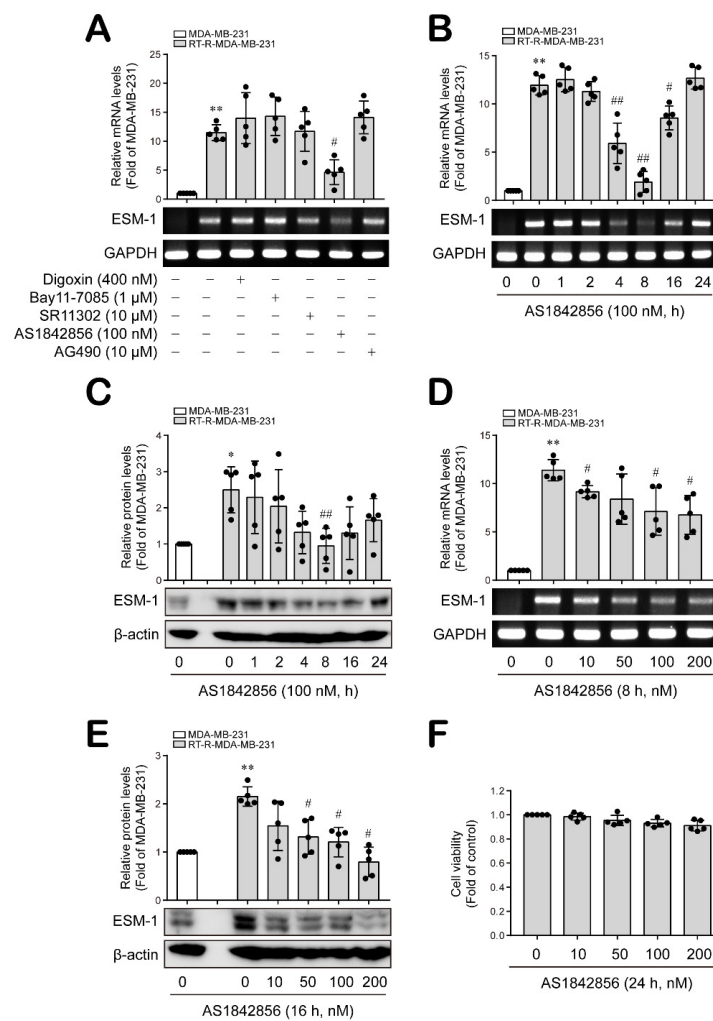 A
MDA-MB-231
RT-R-MDA-MB-231
Relative mRNA levels
(Fold of MDA-MB-231)
25
20
15
10
5
0
**
#
ESM-1
GAPDH
Digoxin (400 nM) − − + − − − −
Bay11-7085 (1 μM) − − − + − − −
SR11302 (10 μM) − − − − + − −
AS1842856 (100 nM) − − − − − + −
AG490 (10 μM) − − − − − − +
B
MDA-MB-231
RT-R-MDA-MB-231
Relative mRNA levels
(Fold of MDA-MB-231)
15
10
5
0
**
##
##
#
ESM-1
GAPDH
0 0 1 2 4 8 16 24
AS1842856 (100 nM, h)
C
MDA-MB-231
RT-R-MDA-MB-231
Relative protein levels
(Fold of MDA-MB-231)
4
3
2
1
0
*
##
ESM-1
β-actin
0 0 1 2 4 8 16 24
AS1842856 (100 nM, h)
D
MDA-MB-231
RT-R-MDA-MB-231
Relative mRNA levels
(Fold of MDA-MB-231)
15
10
5
0
**
#
#
#
ESM-1
GAPDH
0 0 10 50 100 200
AS1842856 (8 h, nM)
E
MDA-MB-231
RT-R-MDA-MB-231
Relative protein levels
(Fold of MDA-MB-231)
3
2
1
0
**
#
#
#
ESM-1
β-actin
0 0 10 50 100 200
AS1842856 (16 h, nM)
F
Cell viability
(Fold of control)
1.2
1.0
0.8
0.6
0.4
0.2
0.0
0 10 50 100 200
AS1842856 (24 h, nM)